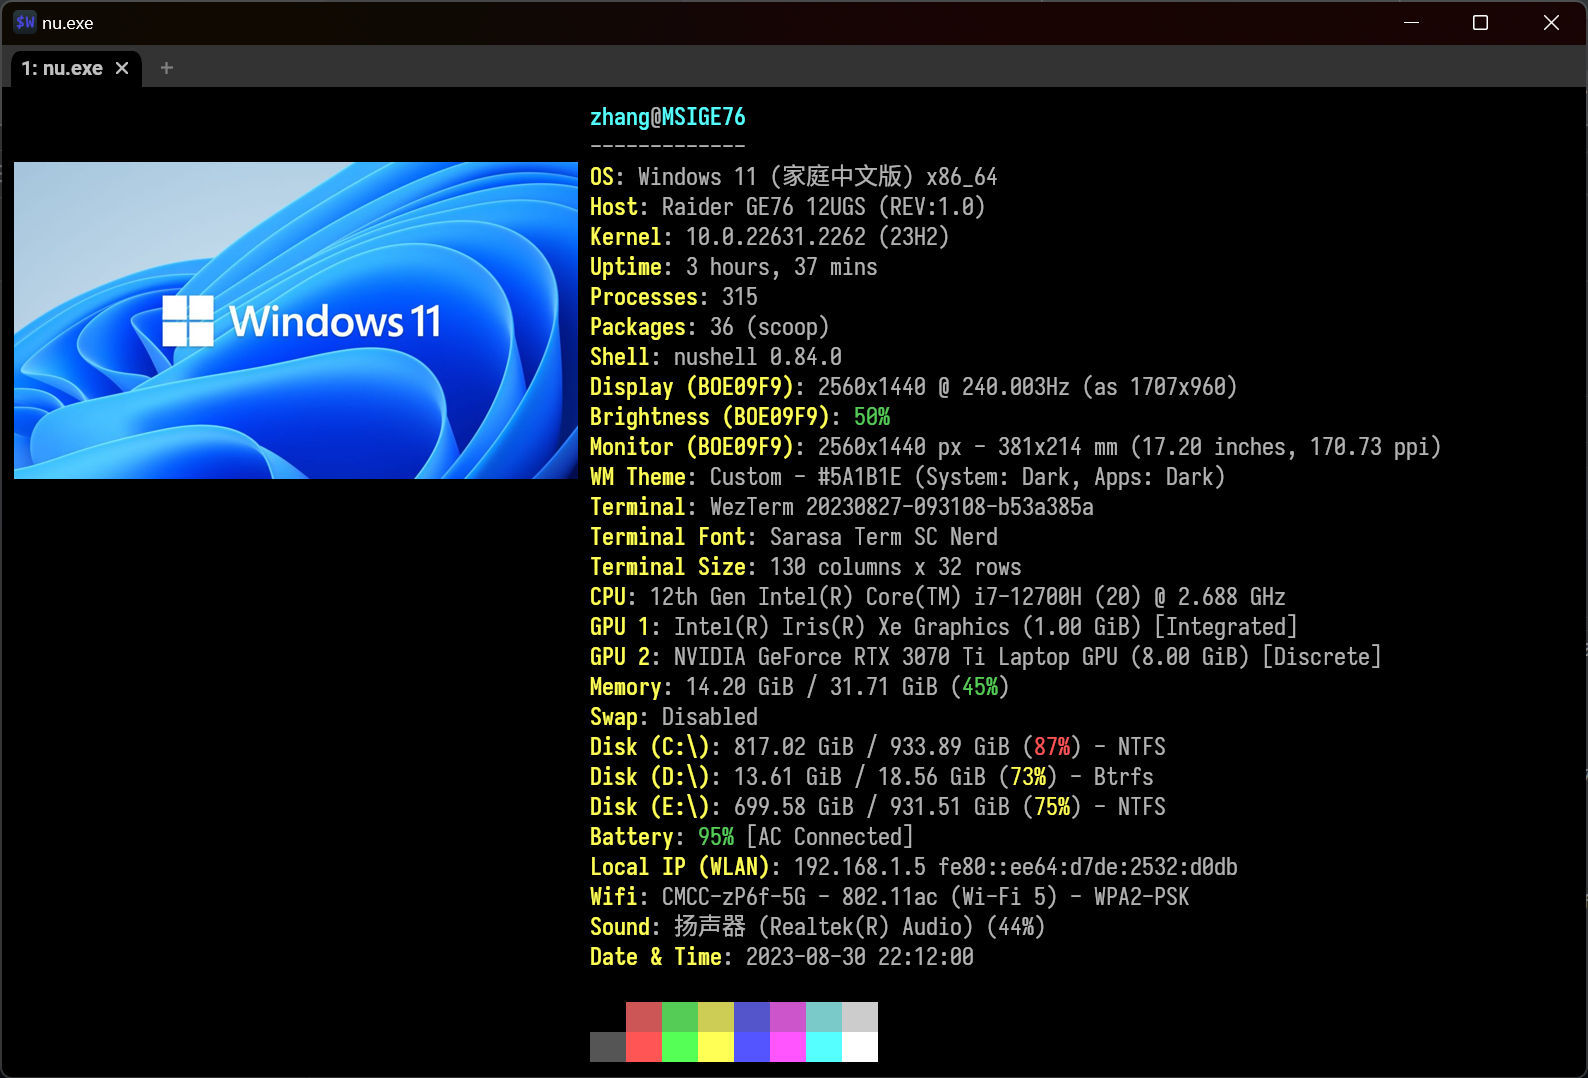 $W nu.exe
1: nu.exe
zhang@MSIGE76
-------------
OS: Windows 11 (家庭中文版) x86_64
Host: Raider GE76 12UGS (REV:1.0)
Kernel: 10.0.22631.2262 (23H2)
Uptime: 3 hours, 37 mins
Processes: 315
Windows 11
Packages: 36 (scoop)
Shell: nushell 0.84.0
Display (BOE09F9): 2560x1440 @ 240.003Hz (as 1707x960)
Brightness (BOE09F9): 50%
Monitor (BOE09F9): 2560x1440 px - 381x214 mm (17.20 inches, 170.73 ppi)
WM Theme: Custom - #5A1B1E (System: Dark, Apps: Dark)
Terminal: WezTerm 20230827-093108-b53a385a
Terminal Font: Sarasa Term SC Nerd
Terminal Size: 130 columns x 32 rows
CPU: 12th Gen Intel(R) Core(TM) i7-12700H (20) @ 2.688 GHz
GPU 1: Intel(R) Iris(R) Xe Graphics (1.00 GiB) [Integrated]
GPU 2: NVIDIA GeForce RTX 3070 Ti Laptop GPU (8.00 GiB) [Discrete]
Memory: 14.20 GiB / 31.71 GiB (45%)
Swap: Disabled
Disk (C:\): 817.02 GiB / 933.89 GiB (87%) - NTFS
Disk (D:\): 13.61 GiB / 18.56 GiB (73%) - Btrfs
Disk (E:\): 699.58 GiB / 931.51 GiB (75%) - NTFS
Battery: 95% [AC Connected]
Local IP (WLAN): 192.168.1.5 fe80::ee64:d7de:2532:d0db
Wifi: CMCC-zP6f-5G - 802.11ac (Wi-Fi 5) - WPA2-PSK
Sound: 扬声器 (Realtek(R) Audio) (44%)
Date & Time: 2023-08-30 22:12:00